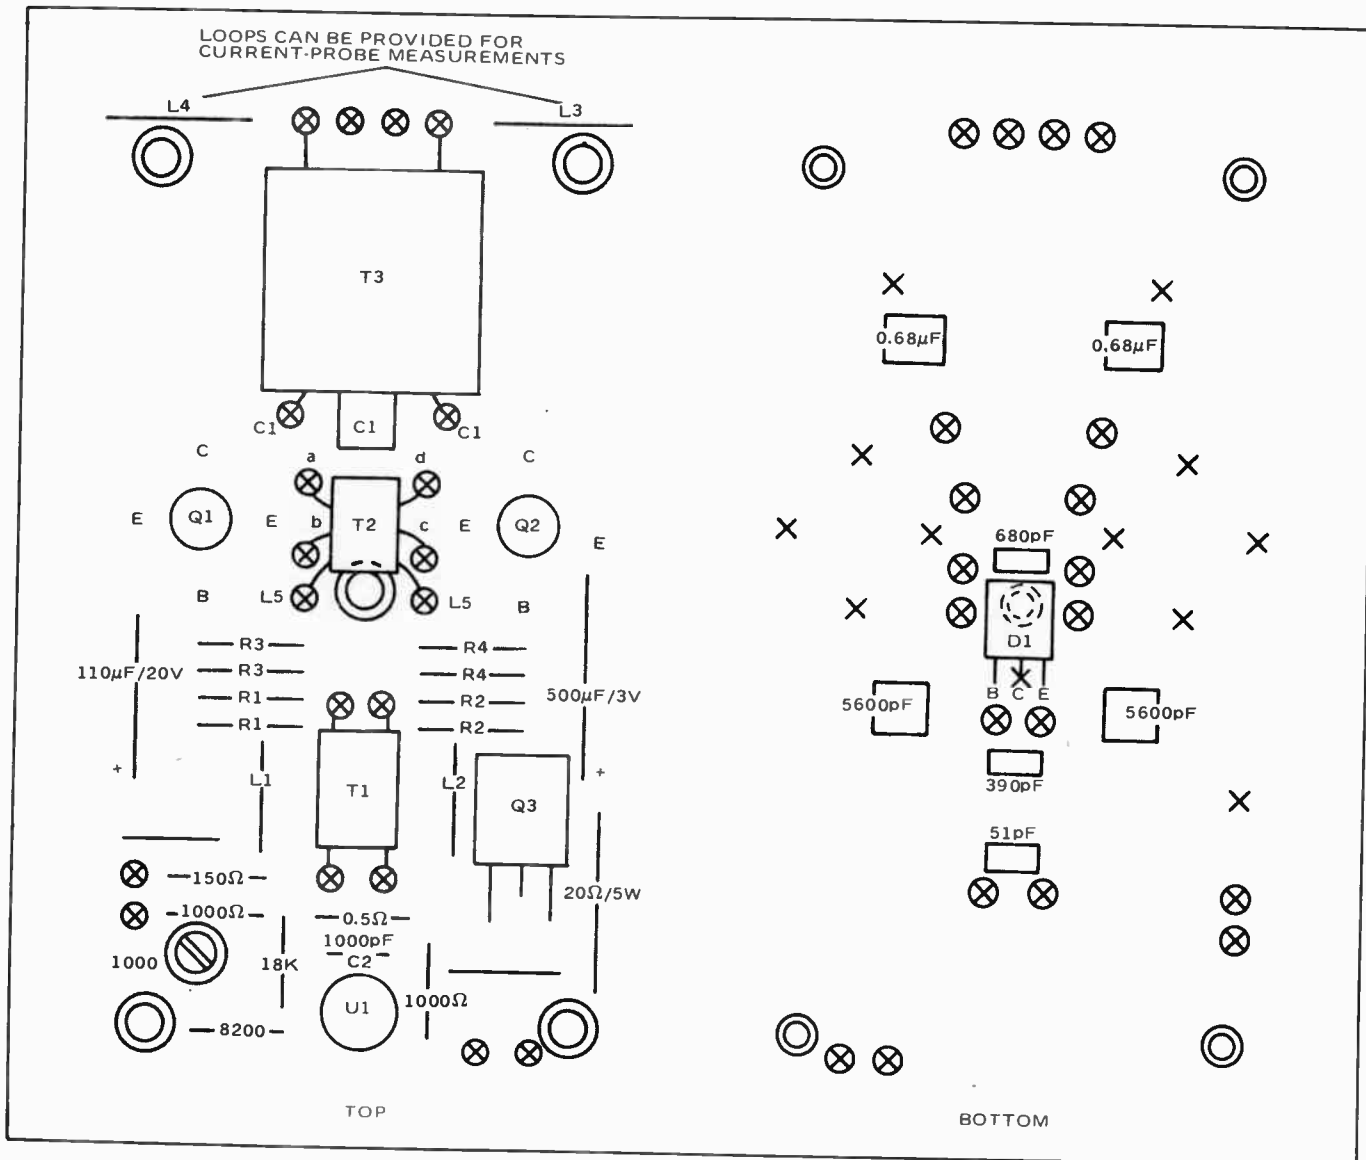 LOOPS CAN BE PROVIDED FOR
CURRENT-PROBE MEASUREMENTS
L4
L3
T3
C1
C1
C1
C
a
d
C
E
Q1
E
b
T2
c
E
Q2
E
B
L5
L5
B
R3
R4
110μF/20V
R3
R4
R1
R2
500μF/3V
R1
R2
+
L1
T1
L2
Q3
+
150Ω
20Ω/5W
1000Ω
0.5Ω
1000pF
1000
18K
C2
U1
1000Ω
8200
TOP
0.68μF
0.68μF
680pF
D1
B C E
5600pF
5600pF
390pF
51pF
BOTTOM